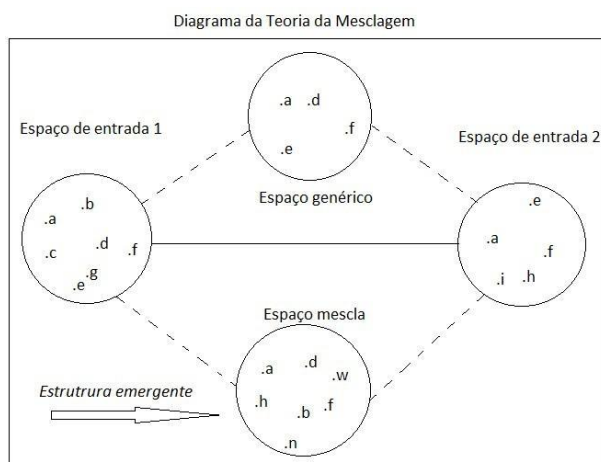 Diagrama da Teoria da Mesclagem
.a .d
.f
.e
Espaço de entrada 1
Espaço de entrada 2
Espaço genérico
.b
.a
.d
.c
.f
.g
.e
.e
.a
.f
.i .h
Espaço mescla
.d
.a
.w
.h
.f
.b
.n
Estrutrura emergente